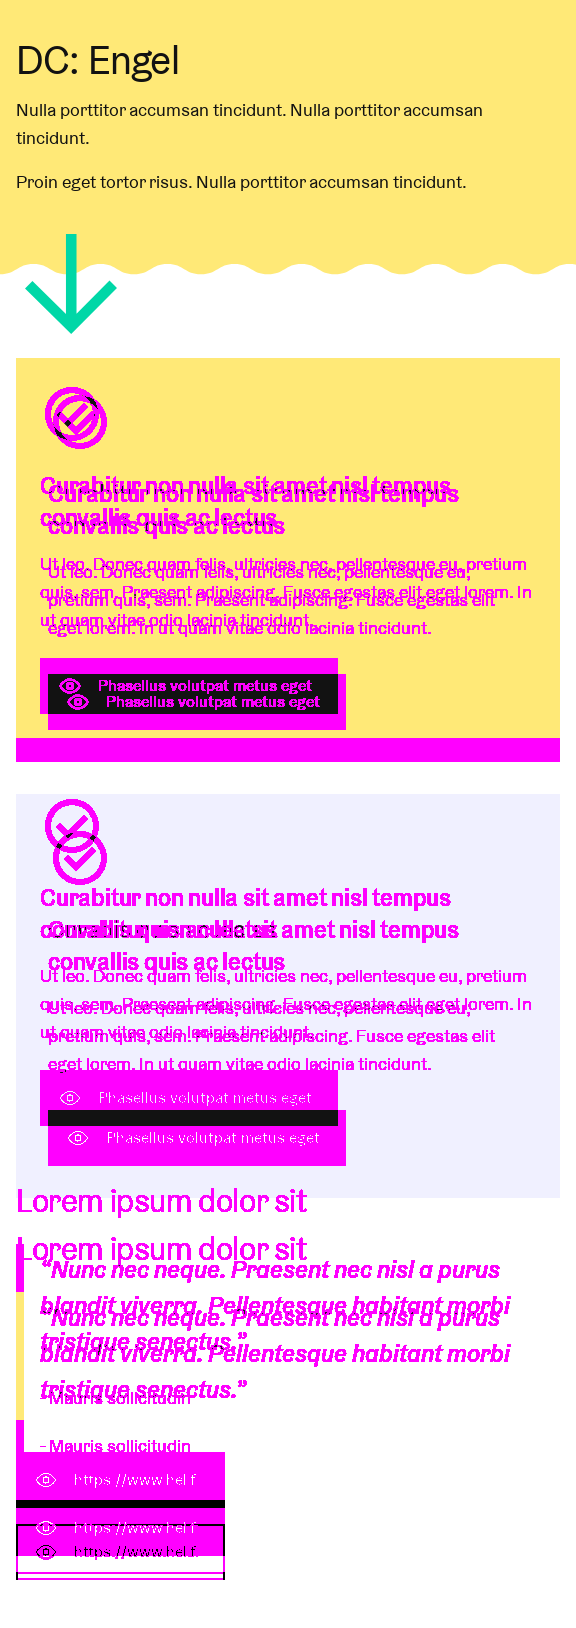 DC: Engel
Nulla porttitor accumsan tincidunt. Nulla porttitor accumsan
tincidunt.
Proin eget tortor risus. Nulla porttitor accumsan tincidunt.
Curabitur non nulla sit amet nisl tempus
Curabitur non nulla sit amet nisl tempus
convallis quis ac lectus
convallis quis ac lectus
Ut leo. Donec quam felis, ultricies nec, pellentesque eu, pretium
Ut leo. Donec quam felis, ultricies nec, pellentesque eu,
quis, sem. Praesent adipiscing. Fusce egestas elit eget lorem. In
pretium quis, sem. Praesent adipiscing. Fusce egestas elit
ut quam vitae odio lacinia tincidunt.
eget lorem. In ut quam vitae odio lacinia tincidunt.
Phasellus volutpat metus eget
Phasellus volutpat metus eget
Curabitur non nulla sit amet nisl tempus
convallis quis ac lectus
Curabitur non nulla sit amet nisl tempus
convallis quis ac lectus
Ut leo. Donec quam felis, ultricies nec, pellentesque eu, pretium
quis, sem. Praesent adipiscing. Fusce egestas elit eget lorem. In
Ut leo. Donec quam felis, ultricies nec, pellentesque eu,
ut quam vitae odio lacinia tincidunt.
pretium quis, sem. Praesent adipiscing. Fusce egestas elit
eget lorem. In ut quam vitae odio lacinia tincidunt.
Phasellus volutpat metus eget
Phasellus volutpat metus eget
Lorem ipsum dolor sit
Lorem ipsum dolor sit
“Nunc nec neque. Praesent nec nisl a purus
blandit viverra. Pellentesque habitant morbi
“Nunc nec neque. Praesent nec nisl a purus
tristique senectus.”
blandit viverra. Pellentesque habitant morbi
tristique senectus.”
- Mauris sollicitudin
- Mauris sollicitudin
https://www.hel.f
https://www.hel.f
https://www.hel.f